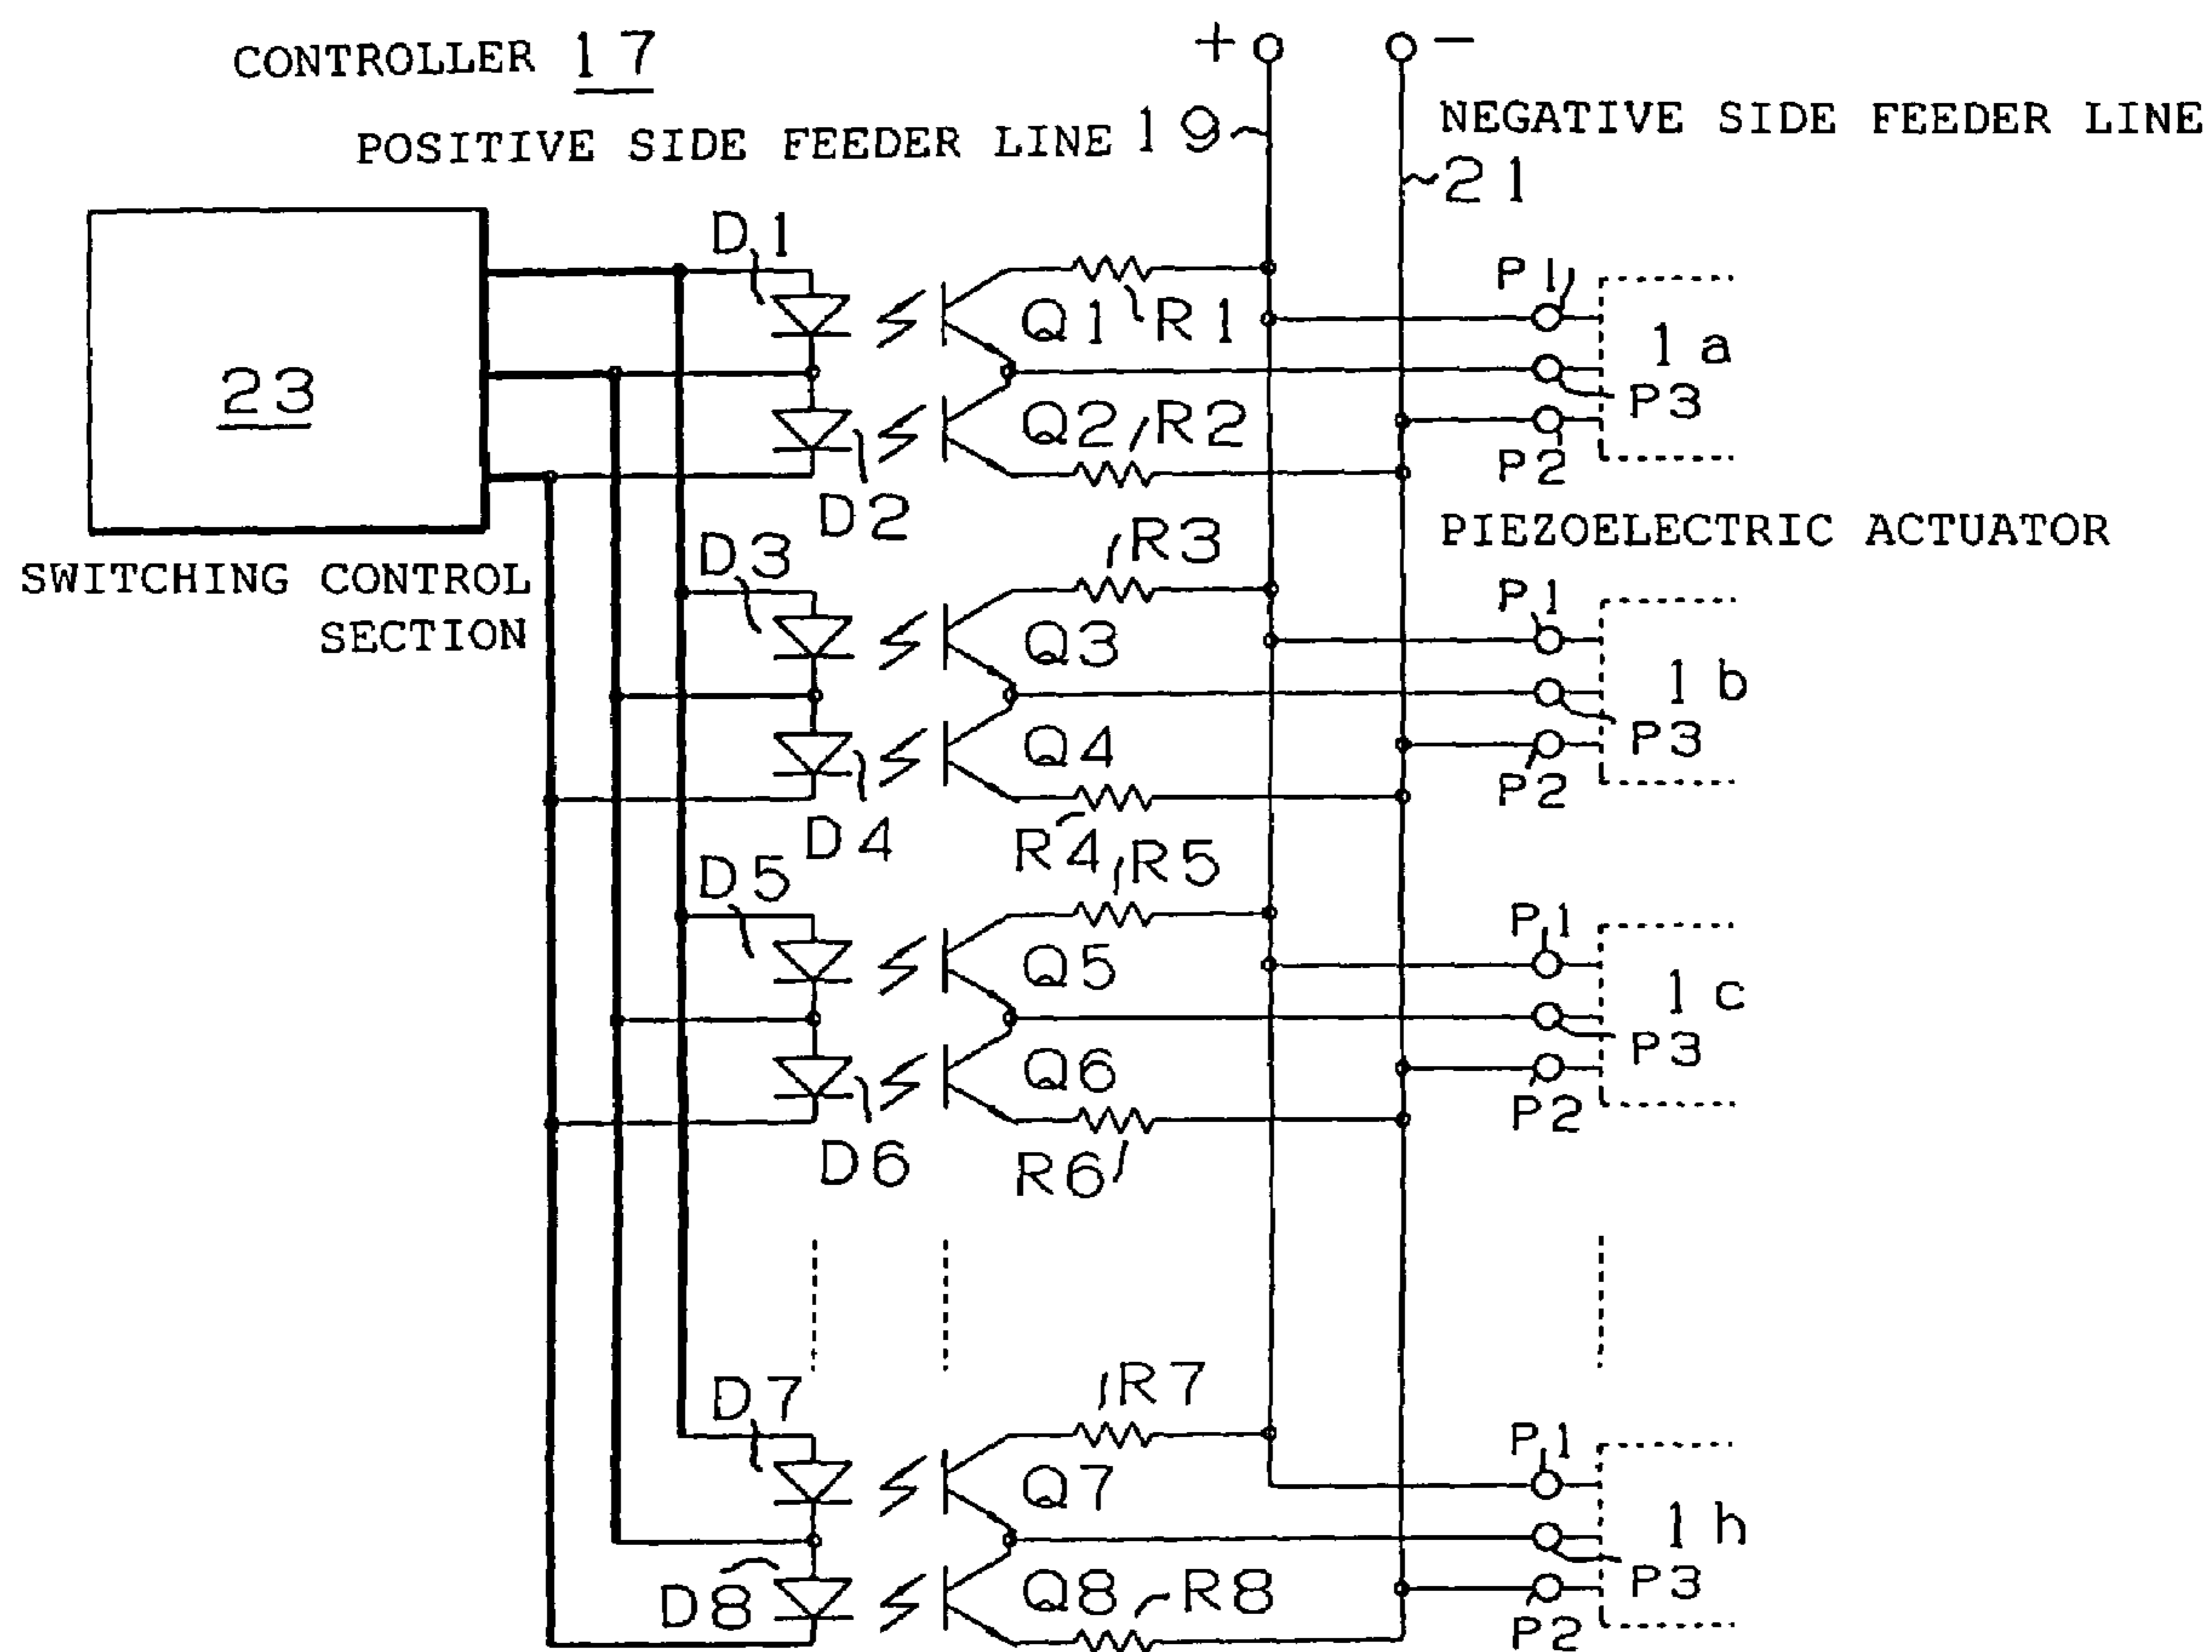 CONTROLLER 17
+ −
POSITIVE SIDE FEEDER LINE 19
NEGATIVE SIDE FEEDER LINE
21
23
SWITCHING CONTROL
SECTION
D1
Q1 R1
P1
1a
P3
D2
Q2 R2
P2
PIEZOELECTRIC ACTUATOR
D3
R3
Q3
P1
1b
P3
D4
Q4
R4
P2
D5
R5
Q5
P1
1c
P3
D6
Q6
R6
P2
D7
R7
Q7
P1
1h
P3
D8
Q8 R8
P2